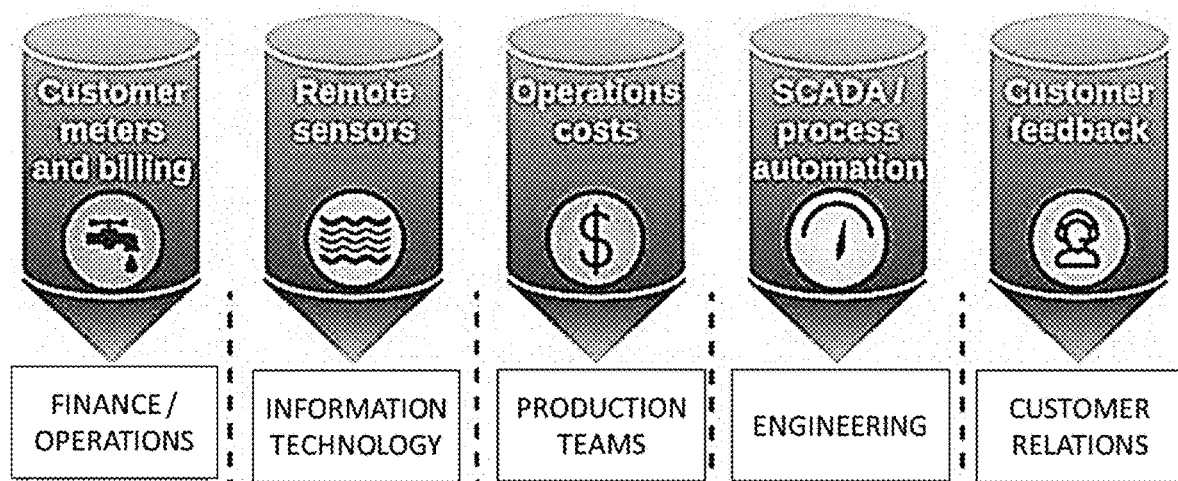 Customer
meters
and billing
Remote
sensors
Operations
costs
SCADA /
process
automation
Customer
feedback
$
FINANCE /
OPERATIONS
INFORMATION
TECHNOLOGY
PRODUCTION
TEAMS
ENGINEERING
CUSTOMER
RELATIONS